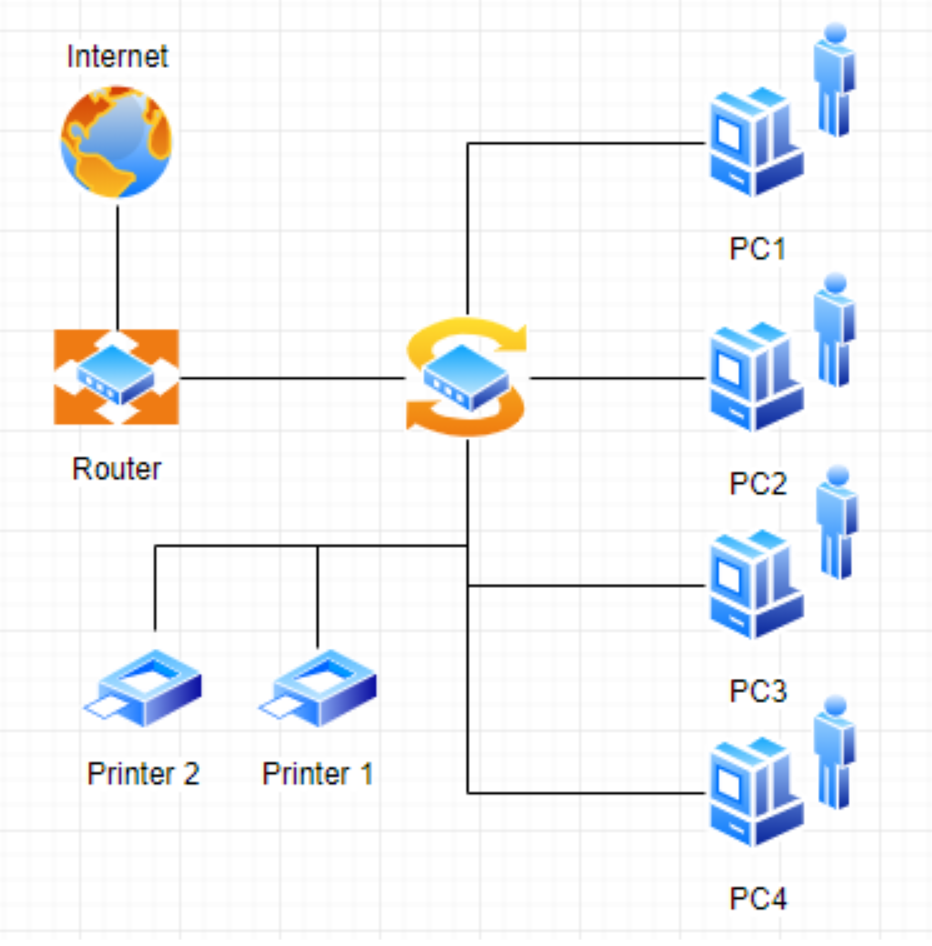 Internet
PC1
Router
PC2
PC3
Printer 2
Printer 1
PC4